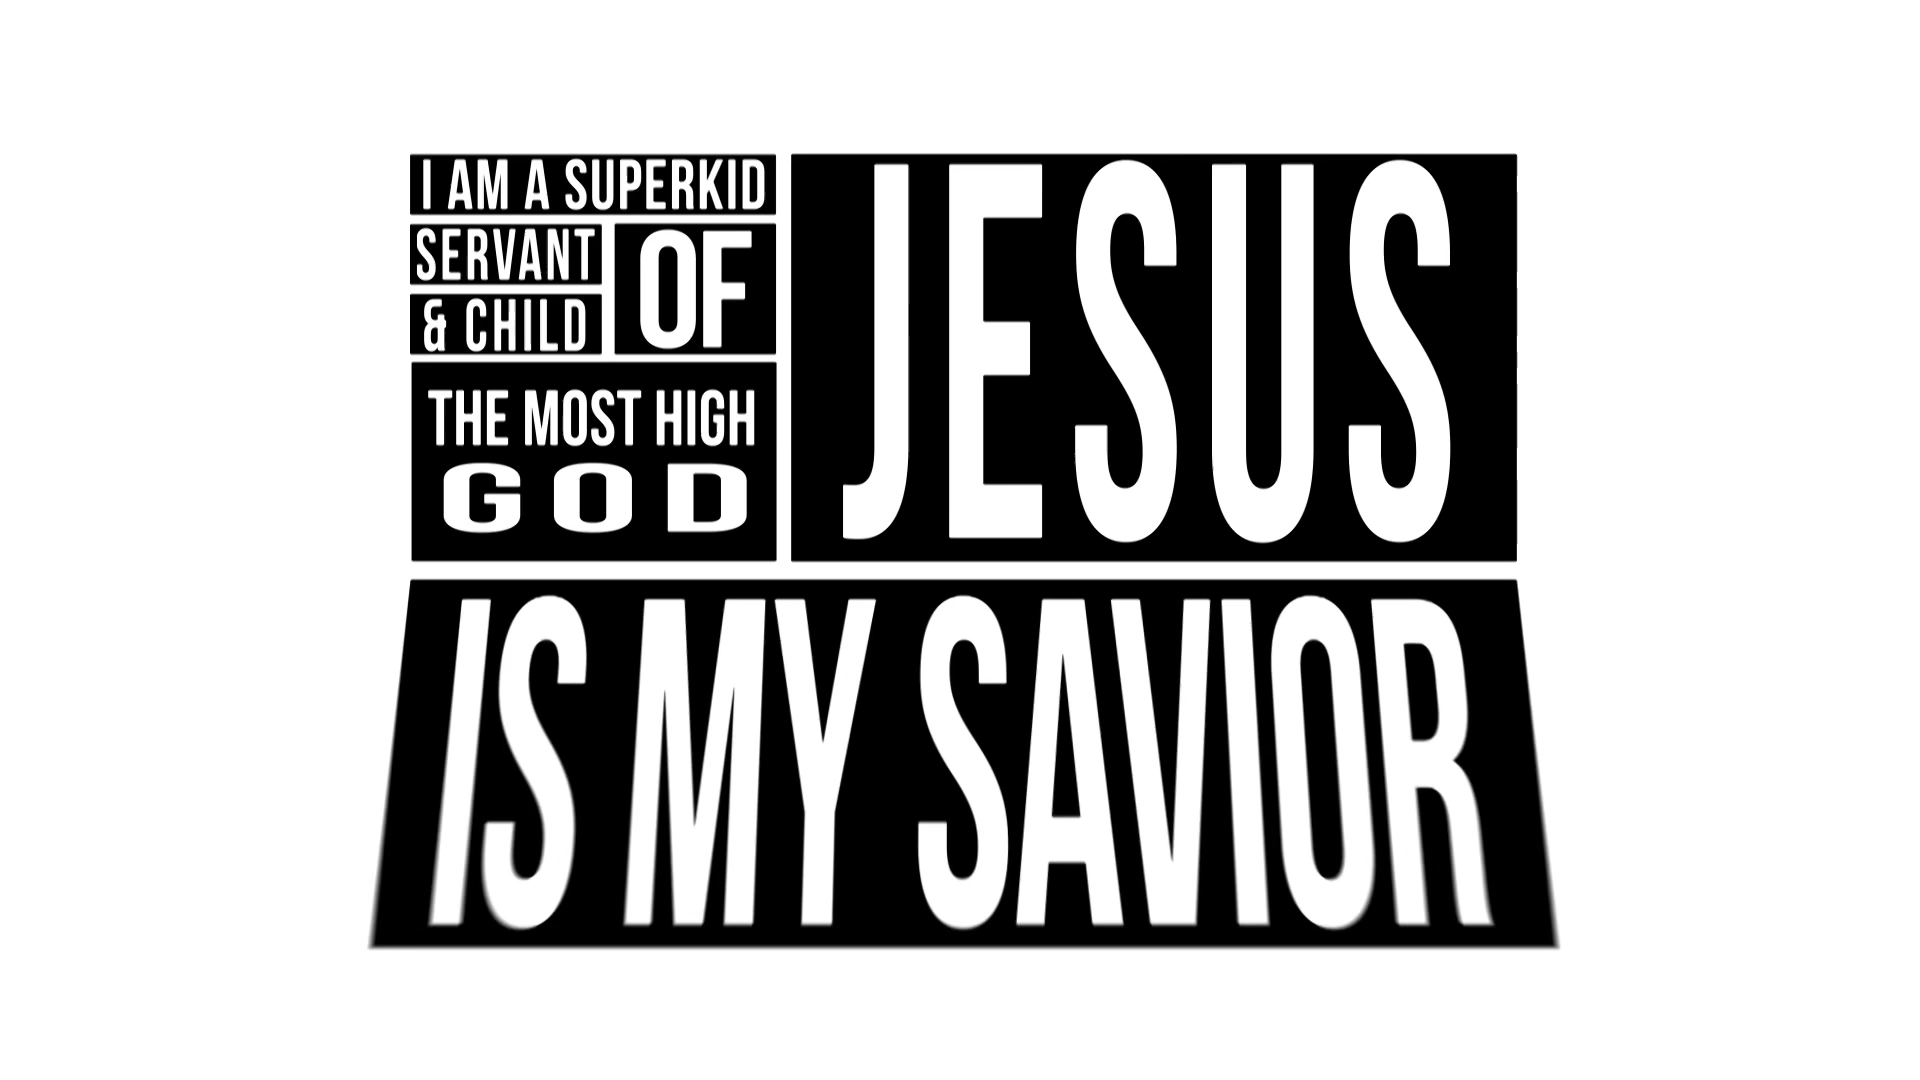 I AM A SUPERKID
SERVANT
& CHILD
OF
THE MOST HIGH
GOD
JESUS
IS MY SAVIOR